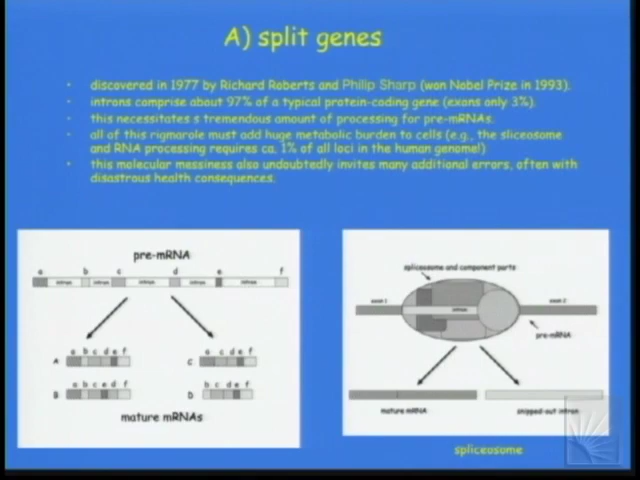 A) split genes
• discovered in 1977 by Richard Roberts and Philip Sharp (won Nobel Prize in 1993).
• introns comprise about 97% of a typical protein-coding gene (exons only 3%).
• this necessitates s tremendous amount of processing for pre-mRNAs.
• all of this rigmarole must add huge metabolic burden to cells (e.g., the sliceosome
and RNA processing requires ca. 1% of all loci in the human genome!)
• this molecular messiness also undoubtedly invites many additional errors, often with
disastrous health consequences.
pre-mRNA
a b c d e f
a b c d e f
A
a b c d e f
C
a b c e d f
B
b c d e f
D
mature mRNAs
spliceosome and component parts
exon 1
intron
exon 2
pre-mRNA
mature mRNA
snipped-out intron
spliceosome